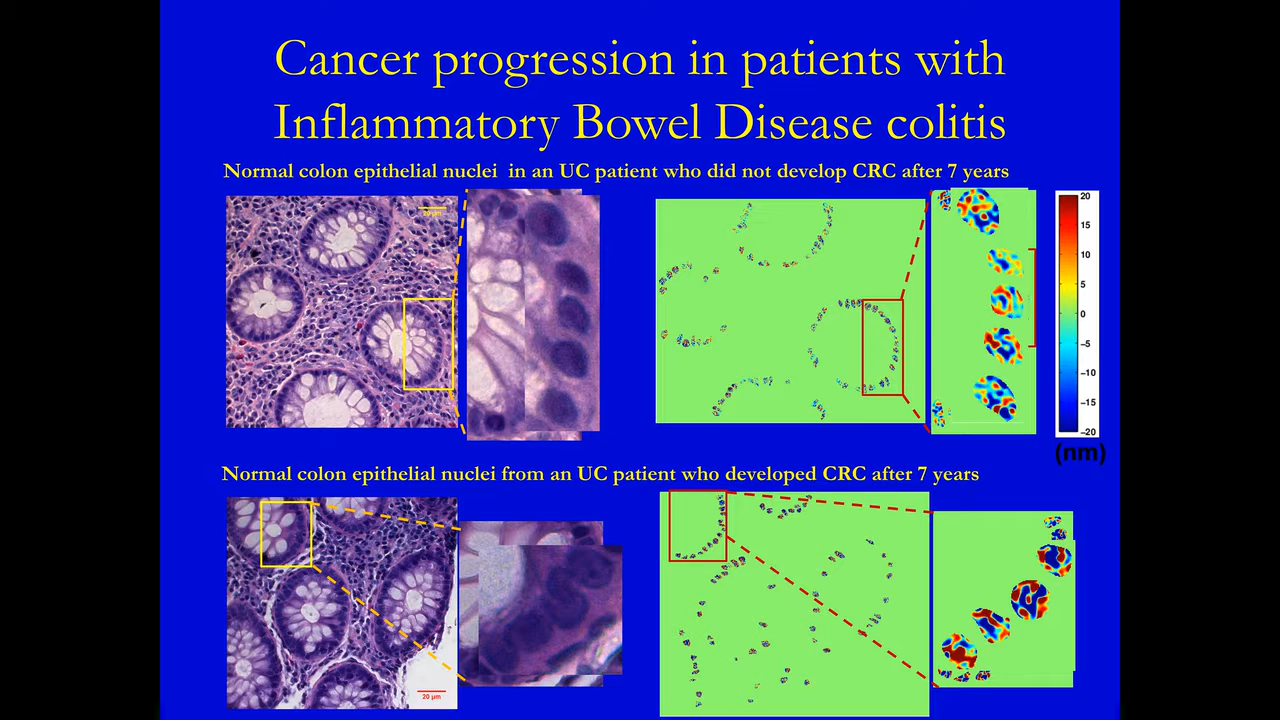 Cancer progression in patients with
Inflammatory Bowel Disease colitis
Normal colon epithelial nuclei in an UC patient who did not develop CRC after 7 years
20 μm
20
15
10
5
0
−5
−10
−15
−20
(nm)
Normal colon epithelial nuclei from an UC patient who developed CRC after 7 years
20 μm